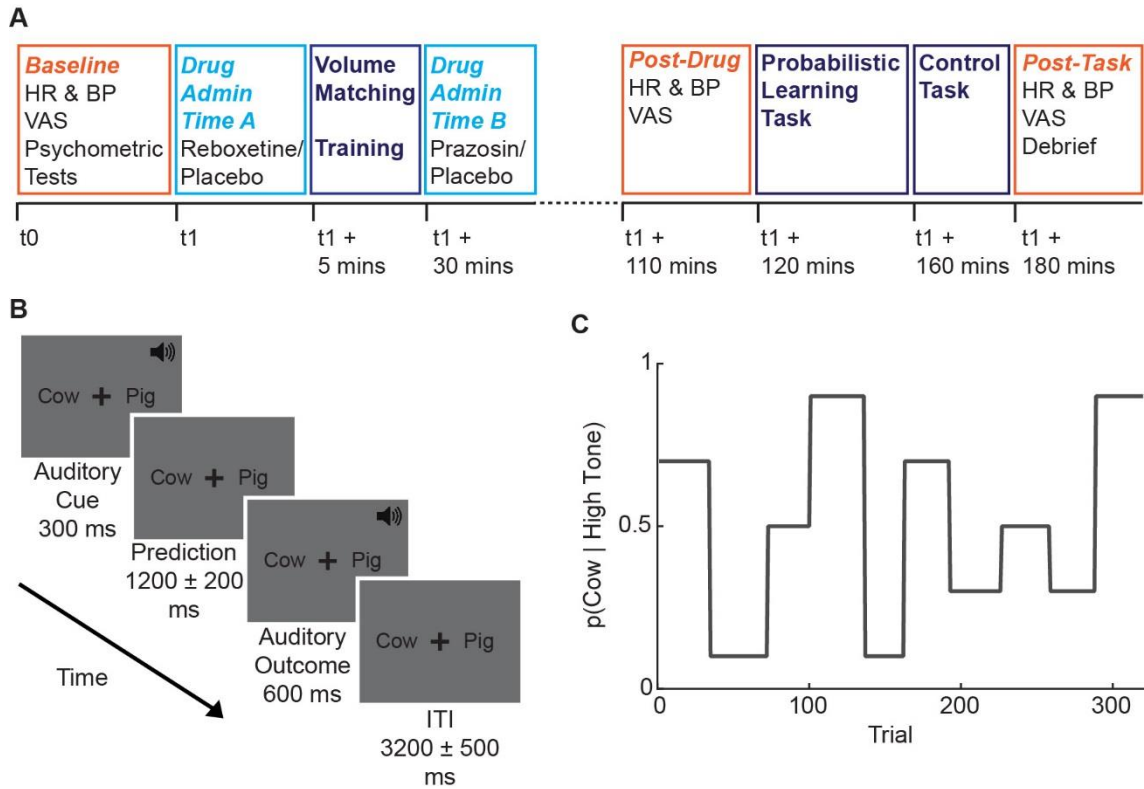 A
Baseline
HR & BP
VAS
Psychometric
Tests
Drug
Admin
Time A
Reboxetine/
Placebo
Volume
Matching
Training
Drug
Admin
Time B
Prazosin/
Placebo
Post-Drug
HR & BP
VAS
Probabilistic
Learning
Task
Control
Task
Post-Task
HR & BP
VAS
Debrief
t0
t1
t1 +
5 mins
t1 +
30 mins
t1 +
110 mins
t1 +
120 mins
t1 +
160 mins
t1 +
180 mins
B
Cow + Pig
Auditory
Cue
300 ms
Cow + Pig
Prediction
1200 ± 200
ms
Cow + Pig
Auditory
Outcome
600 ms
Cow + Pig
ITI
3200 ± 500
ms
Time
C
p(Cow | High Tone)
1
0.5
0
0
100
200
300
Trial